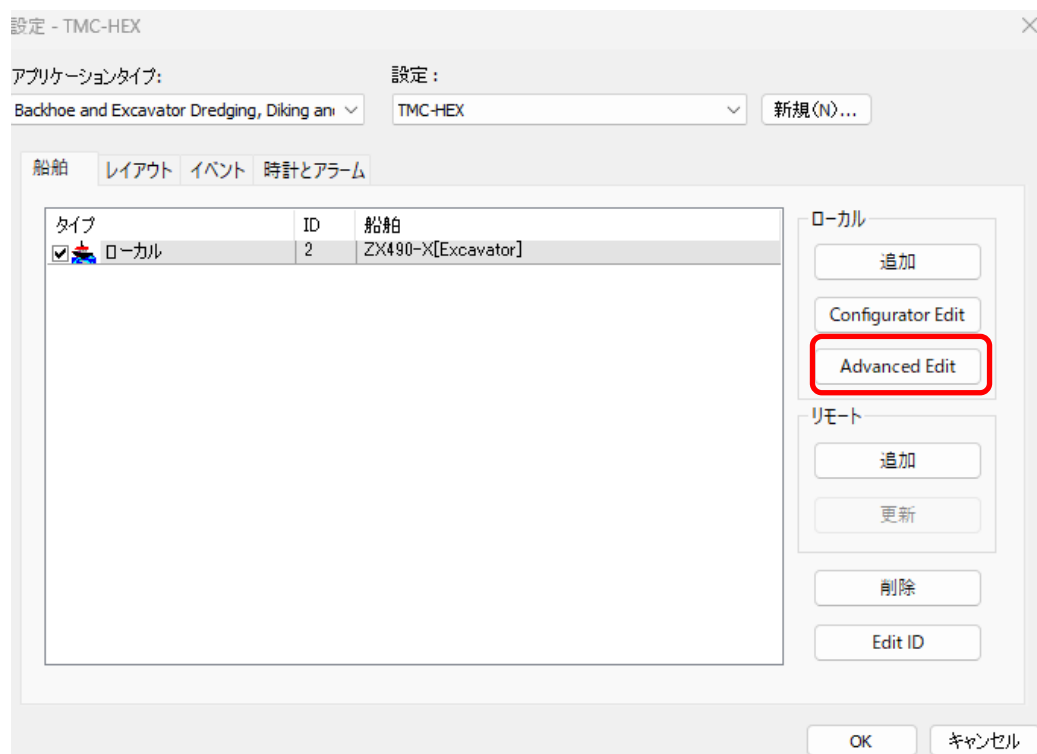 設定 - TMC-HEX
アプリケーションタイプ: 設定：
Backhoe and Excavator Dredging, Diking an TMC-HEX 新規(N)...
船舶 レイアウト イベント 時計とアラーム
タイプ ID 船舶
ローカル 2 ZX490-X[Excavator]
ローカル
追加
Configurator Edit
Advanced Edit
リモート
追加
更新
削除
Edit ID
OK キャンセル